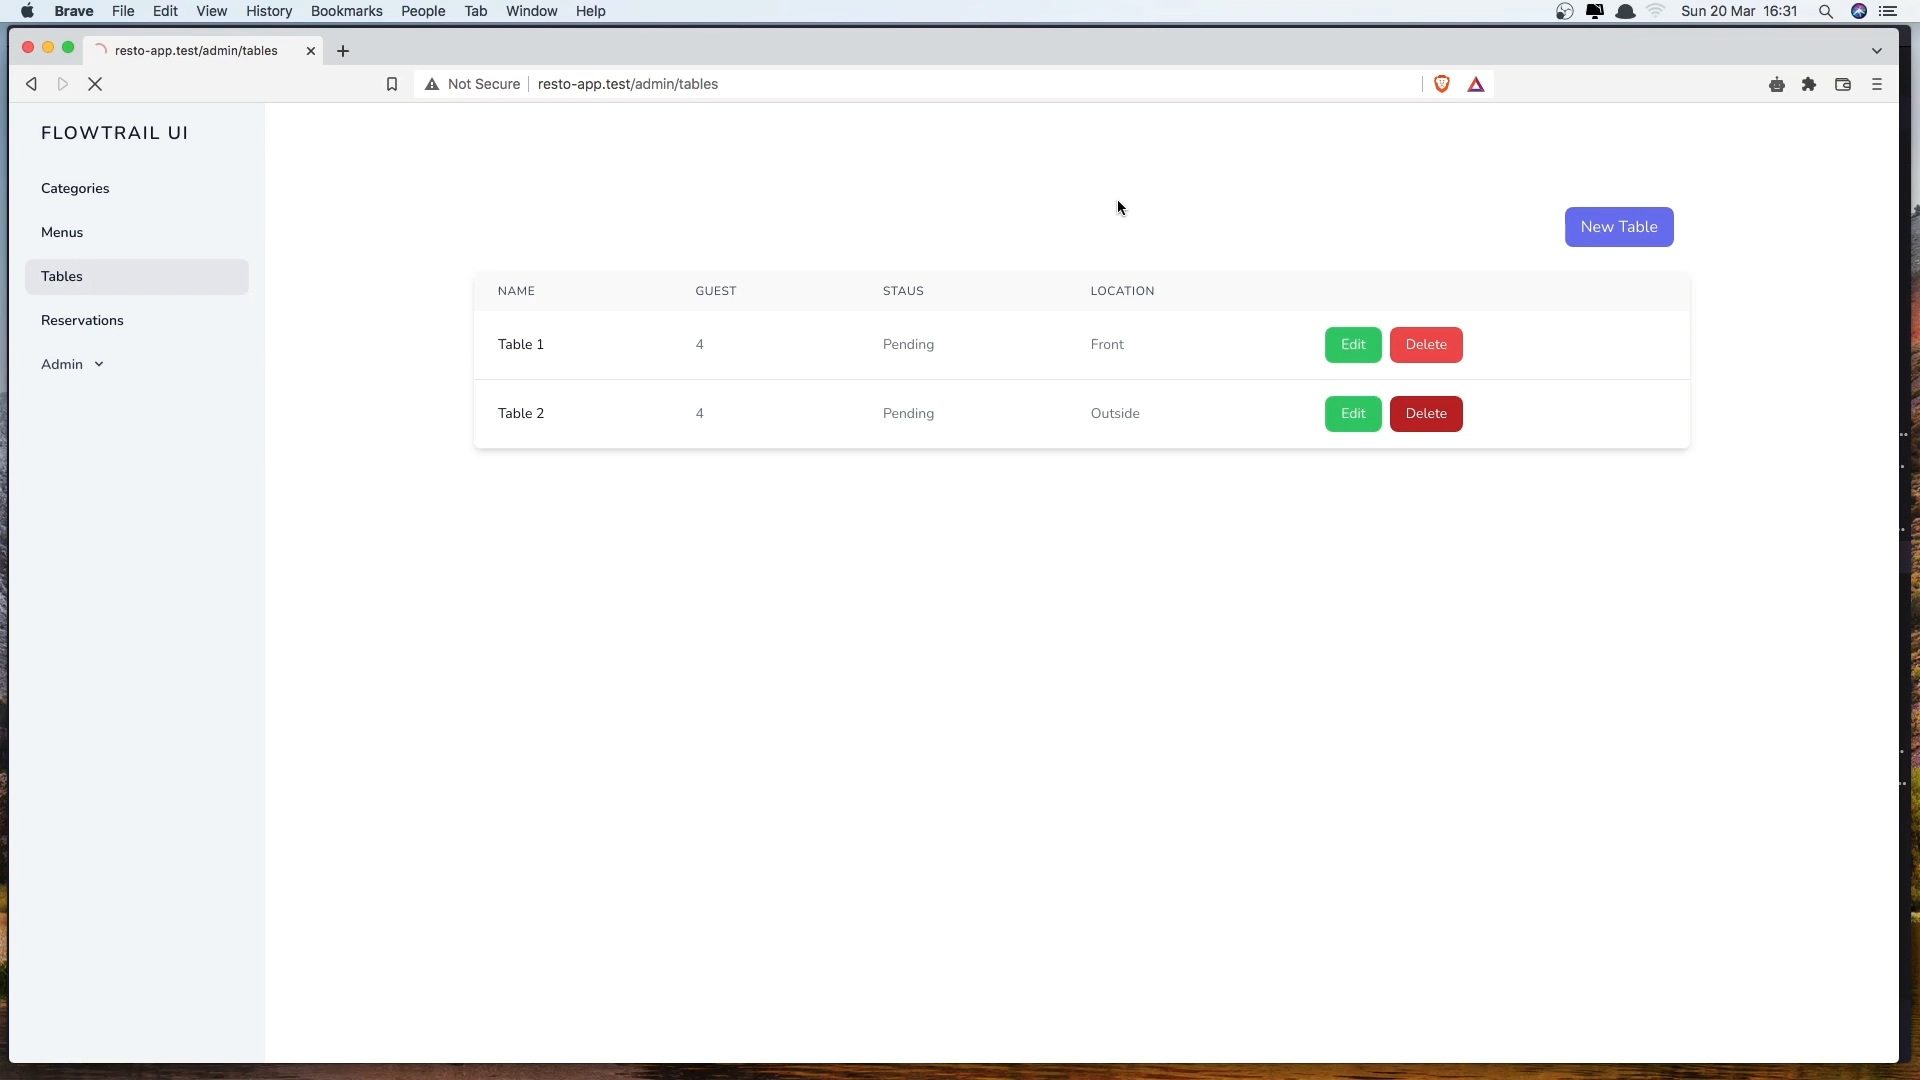 Brave File Edit View History Bookmarks People Tab Window Help Sun 20 Mar 16:31
resto-app.test/admin/tables
Not Secure resto-app.test/admin/tables
FLOWTRAIL UI
Categories
Menus
Tables
Reservations
Admin
New Table
NAME GUEST STAUS LOCATION
Table 1 4 Pending Front Edit Delete
Table 2 4 Pending Outside Edit Delete